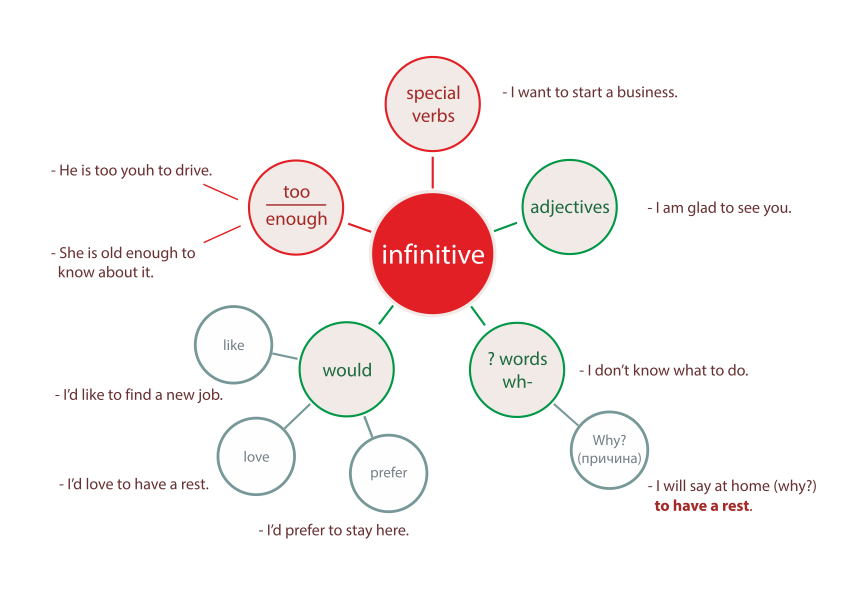 special
verbs
- I want to start a business.
- He is too youh to drive.
too
enough
adjectives
- I am glad to see you.
- She is old enough to
know about it.
infinitive
like
would
? words
wh-
- I don't know what to do.
- I'd like to find a new job.
love
prefer
Why?
(причина)
- I'd love to have a rest.
- I will say at home (why?)
to have a rest.
- I'd prefer to stay here.